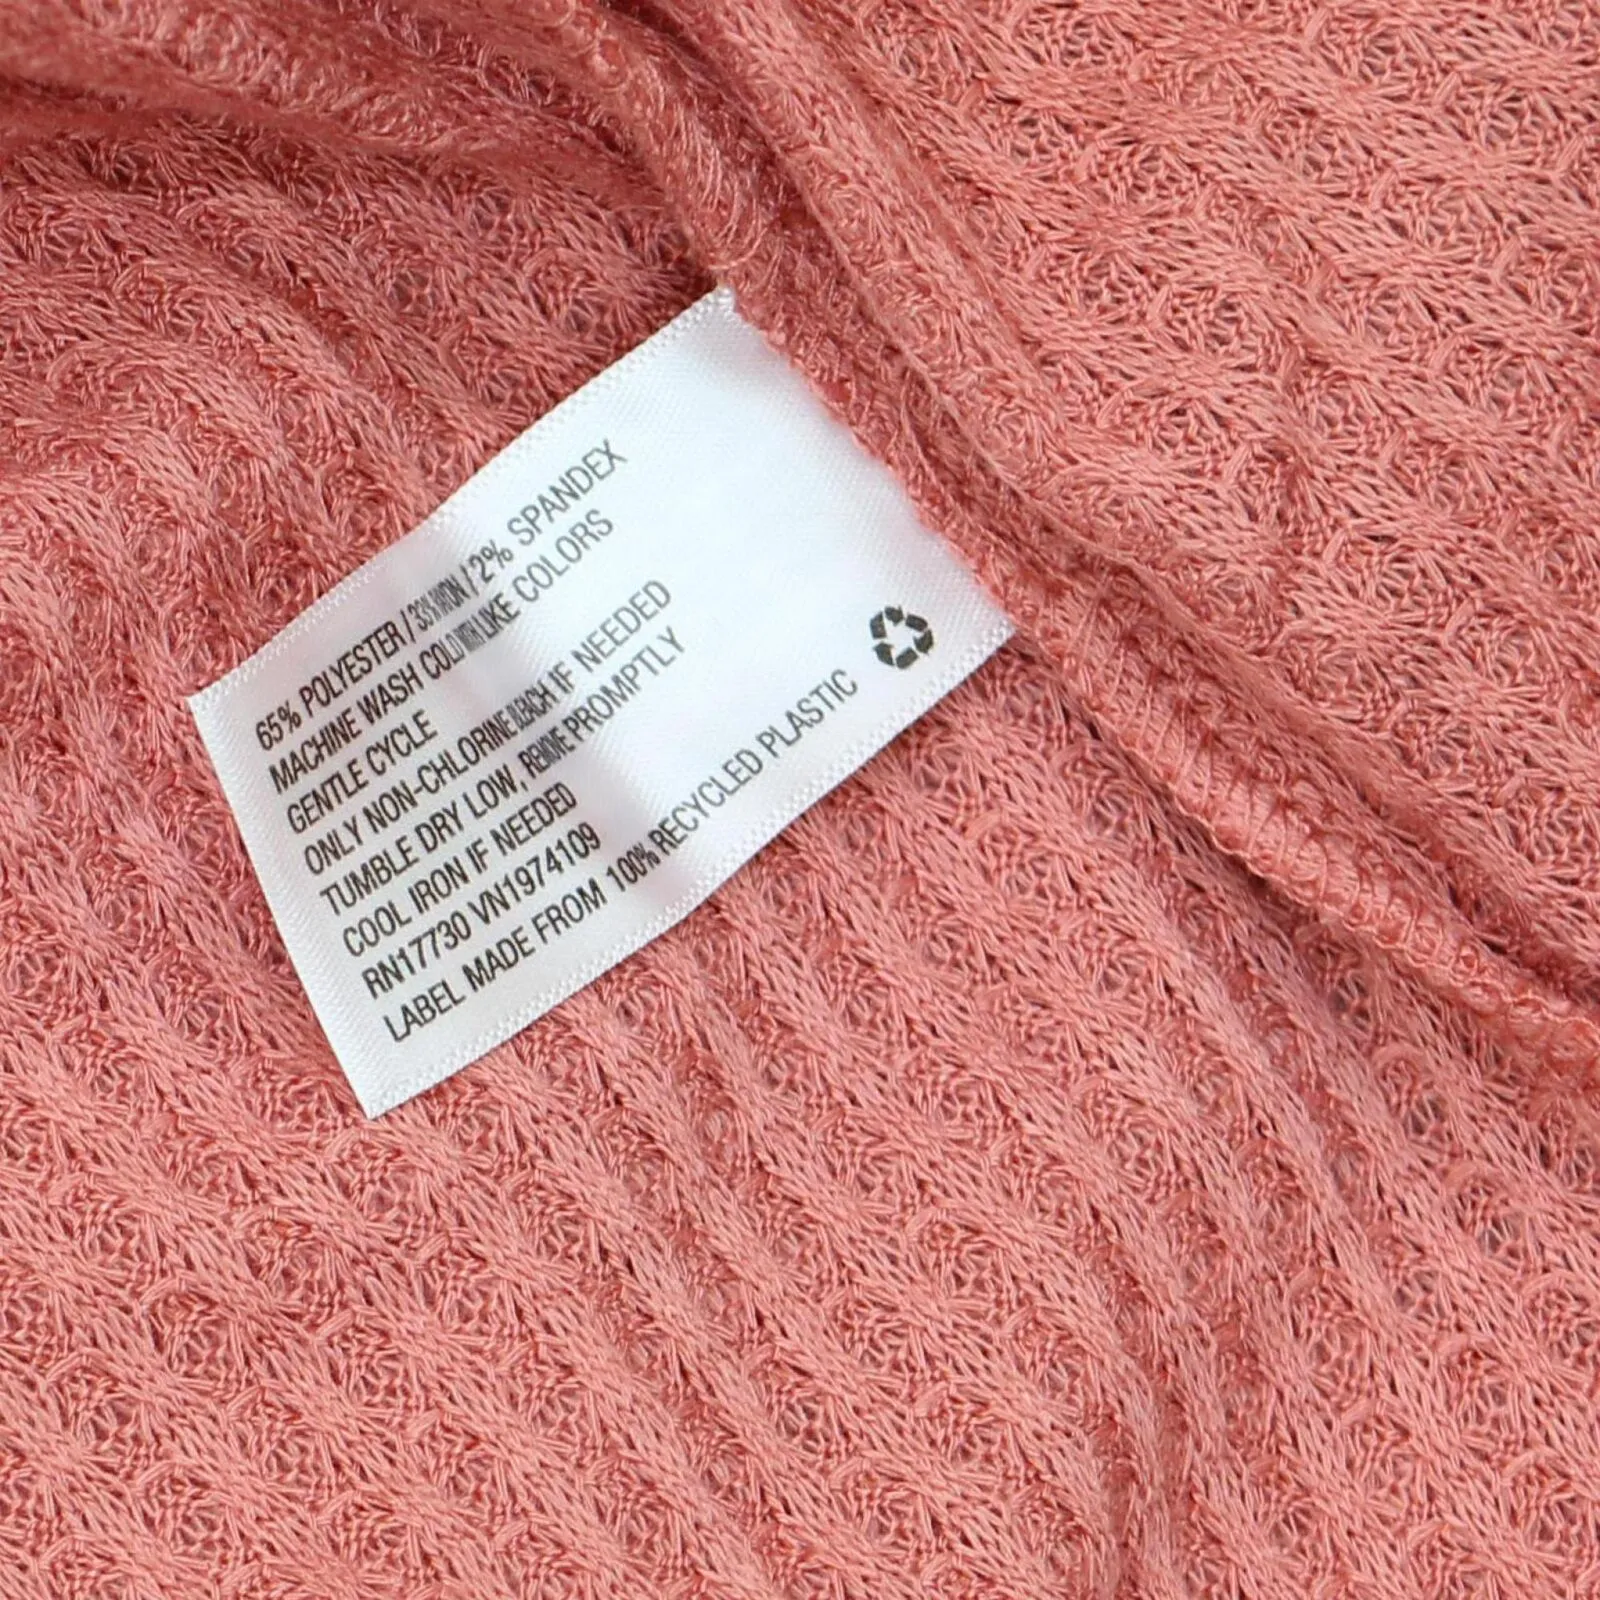 65% POLYESTER / 33% RAYON / 2% SPANDEX
MACHINE WASH COLD WITH LIKE COLORS
GENTLE CYCLE
ONLY NON-CHLORINE BLEACH IF NEEDED
TUMBLE DRY LOW, REMOVE PROMPTLY
COOL IRON IF NEEDED
RN17730 VN1974109
LABEL MADE FROM 100% RECYCLED PLASTIC